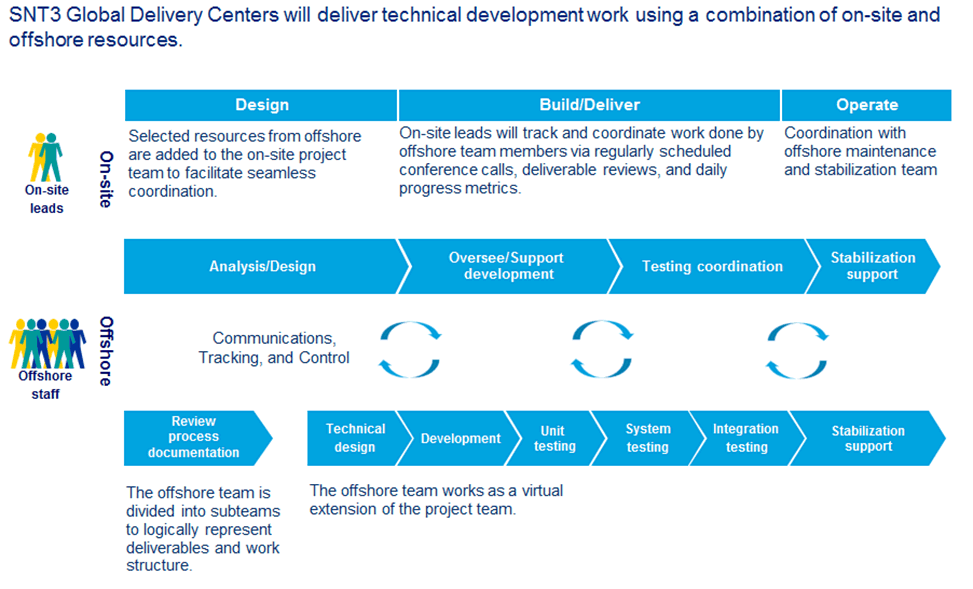 SNT3 Global Delivery Centers will deliver technical development work using a combination of on-site and
offshore resources.
Design
Build/Deliver
Operate
On-site
leads
On-site
Selected resources from offshore
are added to the on-site project
team to facilitate seamless
coordination.
On-site leads will track and coordinate work done by
offshore team members via regularly scheduled
conference calls, deliverable reviews, and daily
progress metrics.
Coordination with
offshore maintenance
and stabilization team
Analysis/Design
Oversee/Support
development
Testing coordination
Stabilization
support
Offshore
staff
Offshore
Communications,
Tracking, and Control
Review
process
documentation
Technical
design
Development
Unit
testing
System
testing
Integration
testing
Stabilization
support
The offshore team is
divided into subteams
to logically represent
deliverables and work
structure.
The offshore team works as a virtual
extension of the project team.